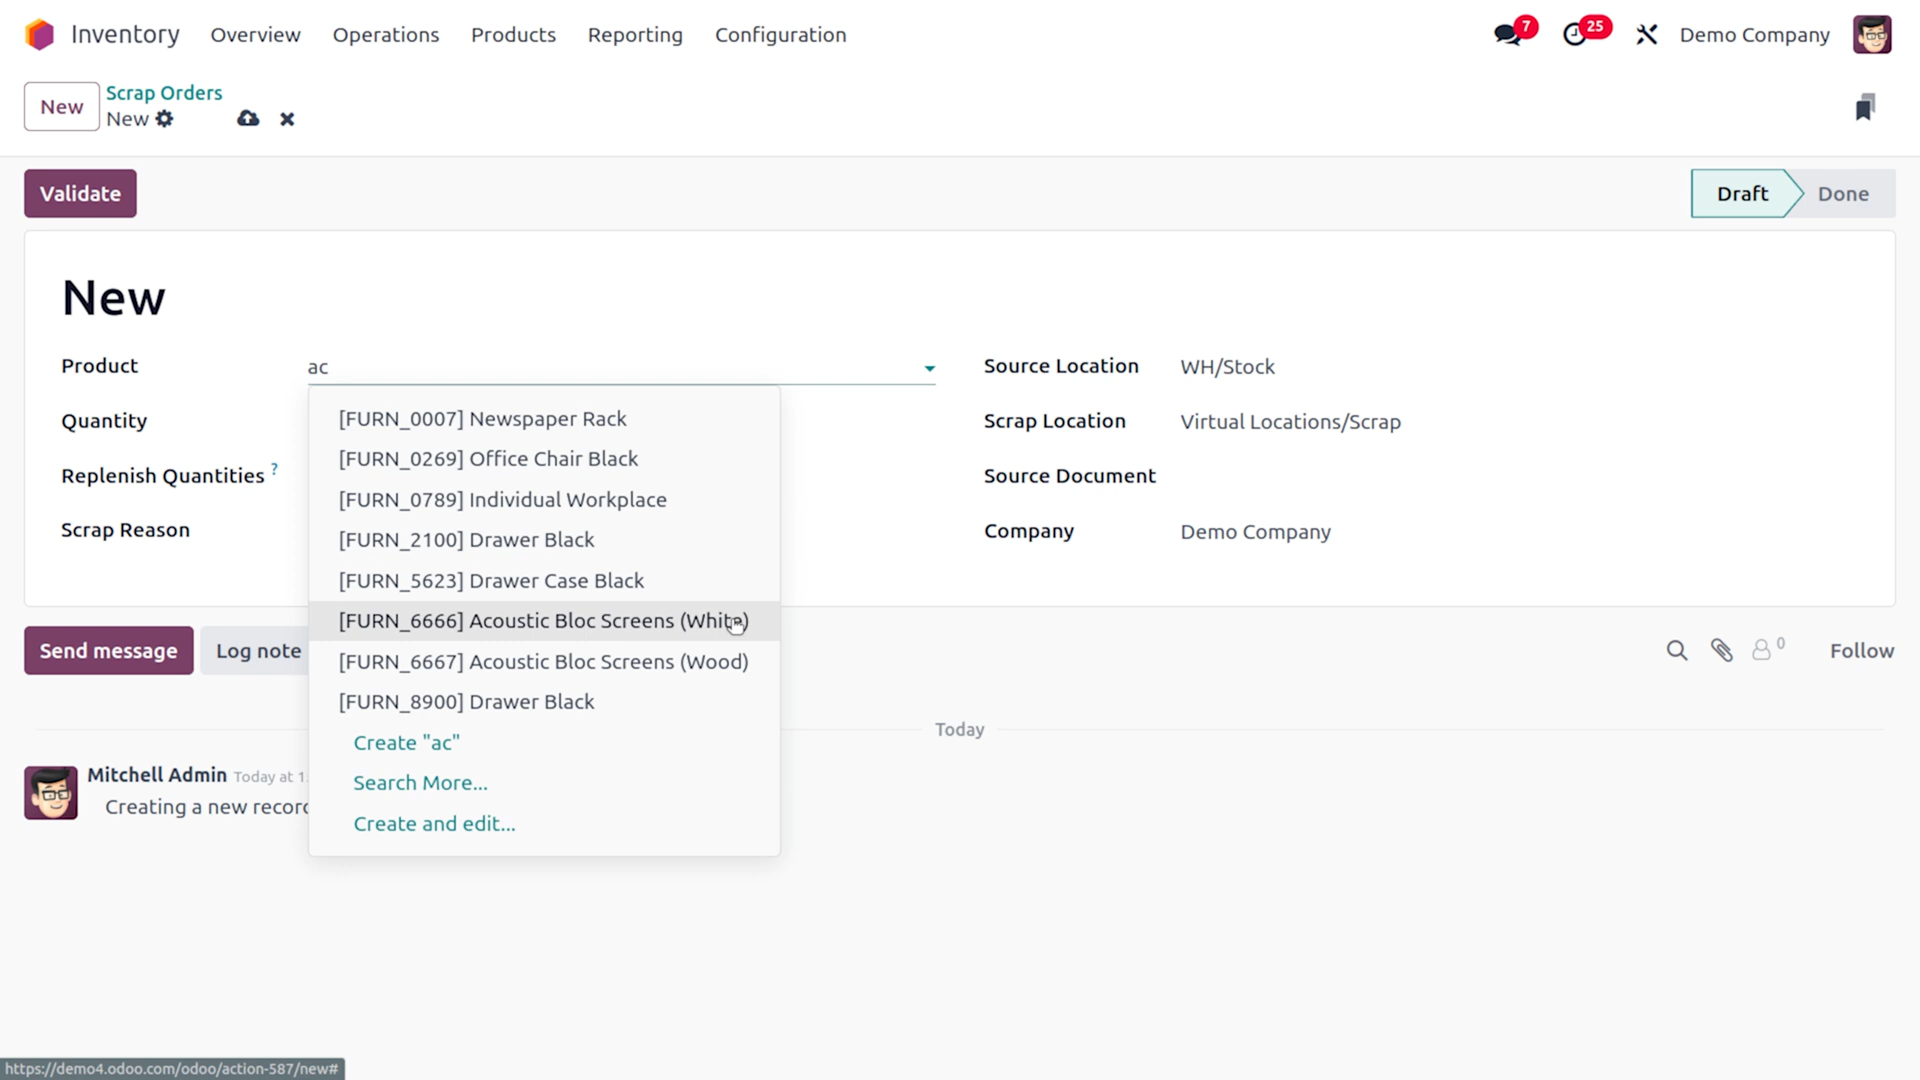 Inventory Overview Operations Products Reporting Configuration 7 25 Demo Company
New Scrap Orders
New
Validate Draft Done
New
Product ac Source Location WH/Stock
Quantity Scrap Location Virtual Locations/Scrap
Replenish Quantities ? Source Document
Scrap Reason Company Demo Company
[FURN_0007] Newspaper Rack
[FURN_0269] Office Chair Black
[FURN_0789] Individual Workplace
[FURN_2100] Drawer Black
[FURN_5623] Drawer Case Black
[FURN_6666] Acoustic Bloc Screens (White)
[FURN_6667] Acoustic Bloc Screens (Wood)
[FURN_8900] Drawer Black
Create "ac"
Search More...
Create and edit...
Send message Log note 0 Follow
Today
Mitchell Admin Today at 1
Creating a new
https://demo4.odoo.com/odoo/action-587/new#